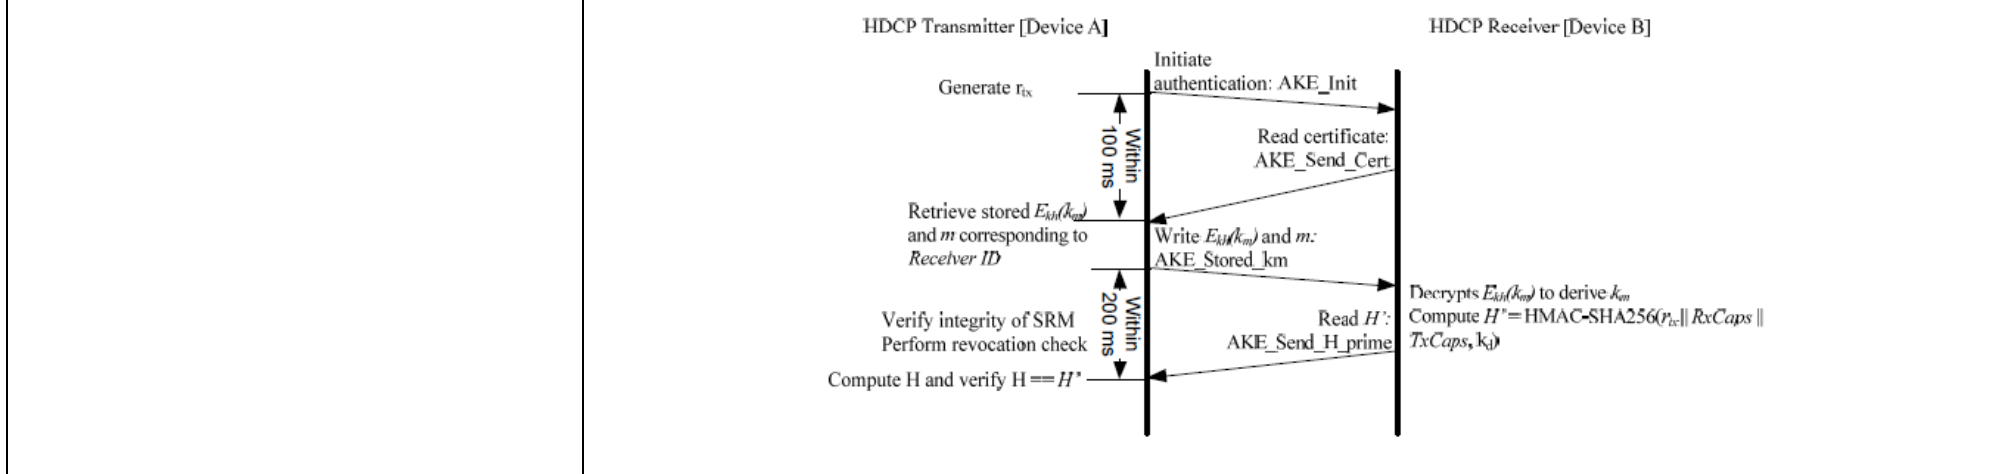 HDCP Transmitter [Device A]
HDCP Receiver [Device B]
Initiate
authentication: AKE_Init
Generate rtx
Within
100 ms
Read certificate:
AKE_Send_Cert
Retrieve stored Ekh(km)
and m corresponding to
Receiver ID
Write Ekh(km) and m:
AKE_Stored_km
Within
200 ms
Decrypts Ekh(km) to derive km
Compute H'=HMAC-SHA256(rtx|| RxCaps ||
TxCaps, kd)
Verify integrity of SRM
Perform revocation check
Read H':
AKE_Send_H_prime
Compute H and verify H == H'